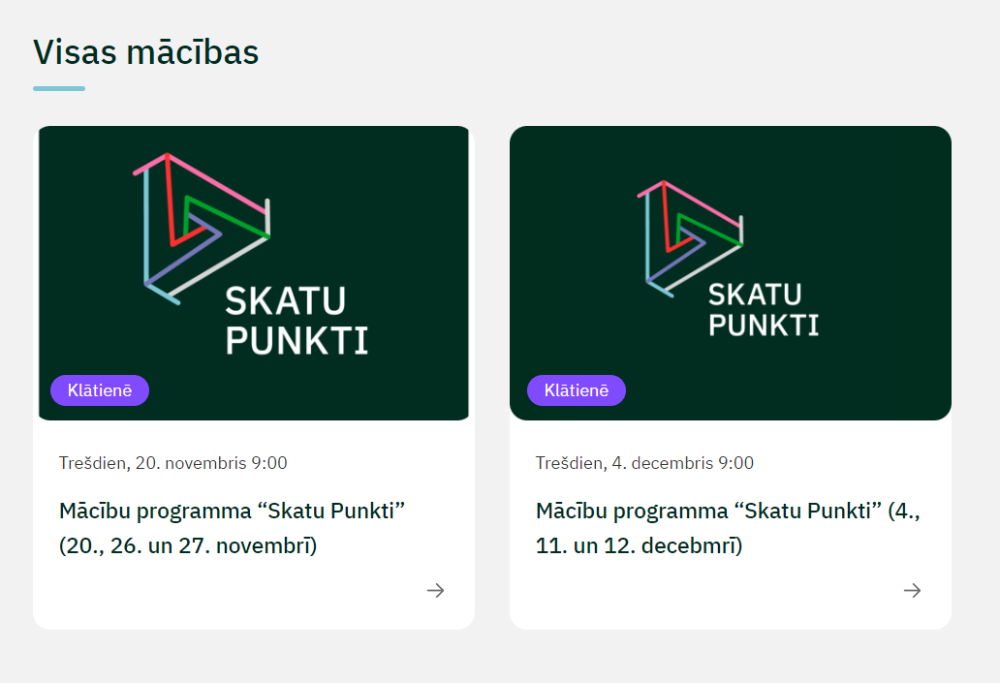 Visas mācības
SKATU
PUNKTI
Klātienē
Trešdien, 20. novembris 9:00
Mācību programma “Skatu Punkti”
(20., 26. un 27. novembrī)
SKATU
PUNKTI
Klātienē
Trešdien, 4. decembris 9:00
Mācību programma “Skatu Punkti” (4.,
11. un 12. decebmrī)